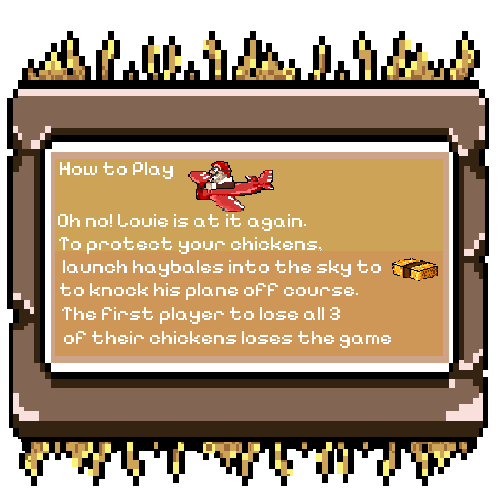 How to Play
Oh no! Louie is at it again.
To protect your chickens,
launch haybales into the sky to
to knock his plane off course.
The first player to lose all 3
of their chickens loses the game